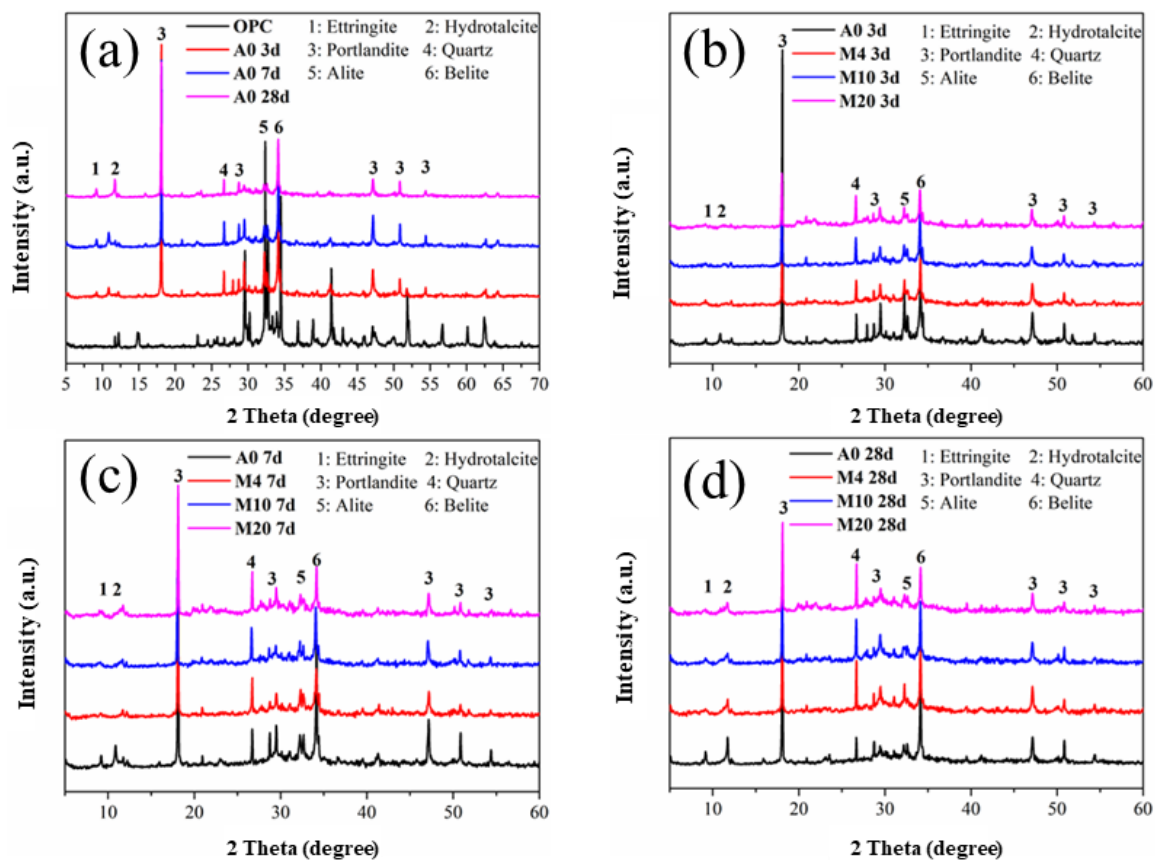 (a)
OPC 1: Ettringite 2: Hydrotalcite
A0 3d 3: Portlandite 4: Quartz
A0 7d 5: Alite 6: Belite
A0 28d
3
5 6
1 2 4 3 3 3 3
Intensity (a.u.)
5 10 15 20 25 30 35 40 45 50 55 60 65 70
2 Theta (degree)
(b)
A0 3d 1: Ettringite 2: Hydrotalcite
M4 3d 3: Portlandite 4: Quartz
M10 3d 5: Alite 6: Belite
M20 3d
3
1 2 4 3 5 6 3 3 3
Intensity (a.u.)
10 20 30 40 50 60
2 Theta (degree)
(c)
A0 7d 1: Ettringite 2: Hydrotalcite
M4 7d 3: Portlandite 4: Quartz
M10 7d 5: Alite 6: Belite
M20 7d
3
1 2 4 3 5 6 3 3 3
Intensity (a.u.)
10 20 30 40 50 60
2 Theta (degree)
(d)
A0 28d 1: Ettringite 2: Hydrotalcite
M4 28d 3: Portlandite 4: Quartz
M10 28d 5: Alite 6: Belite
M20 28d
3
1 2 4 3 5 6 3 3 3
Intensity (a.u.)
10 20 30 40 50 60
2 Theta (degree)